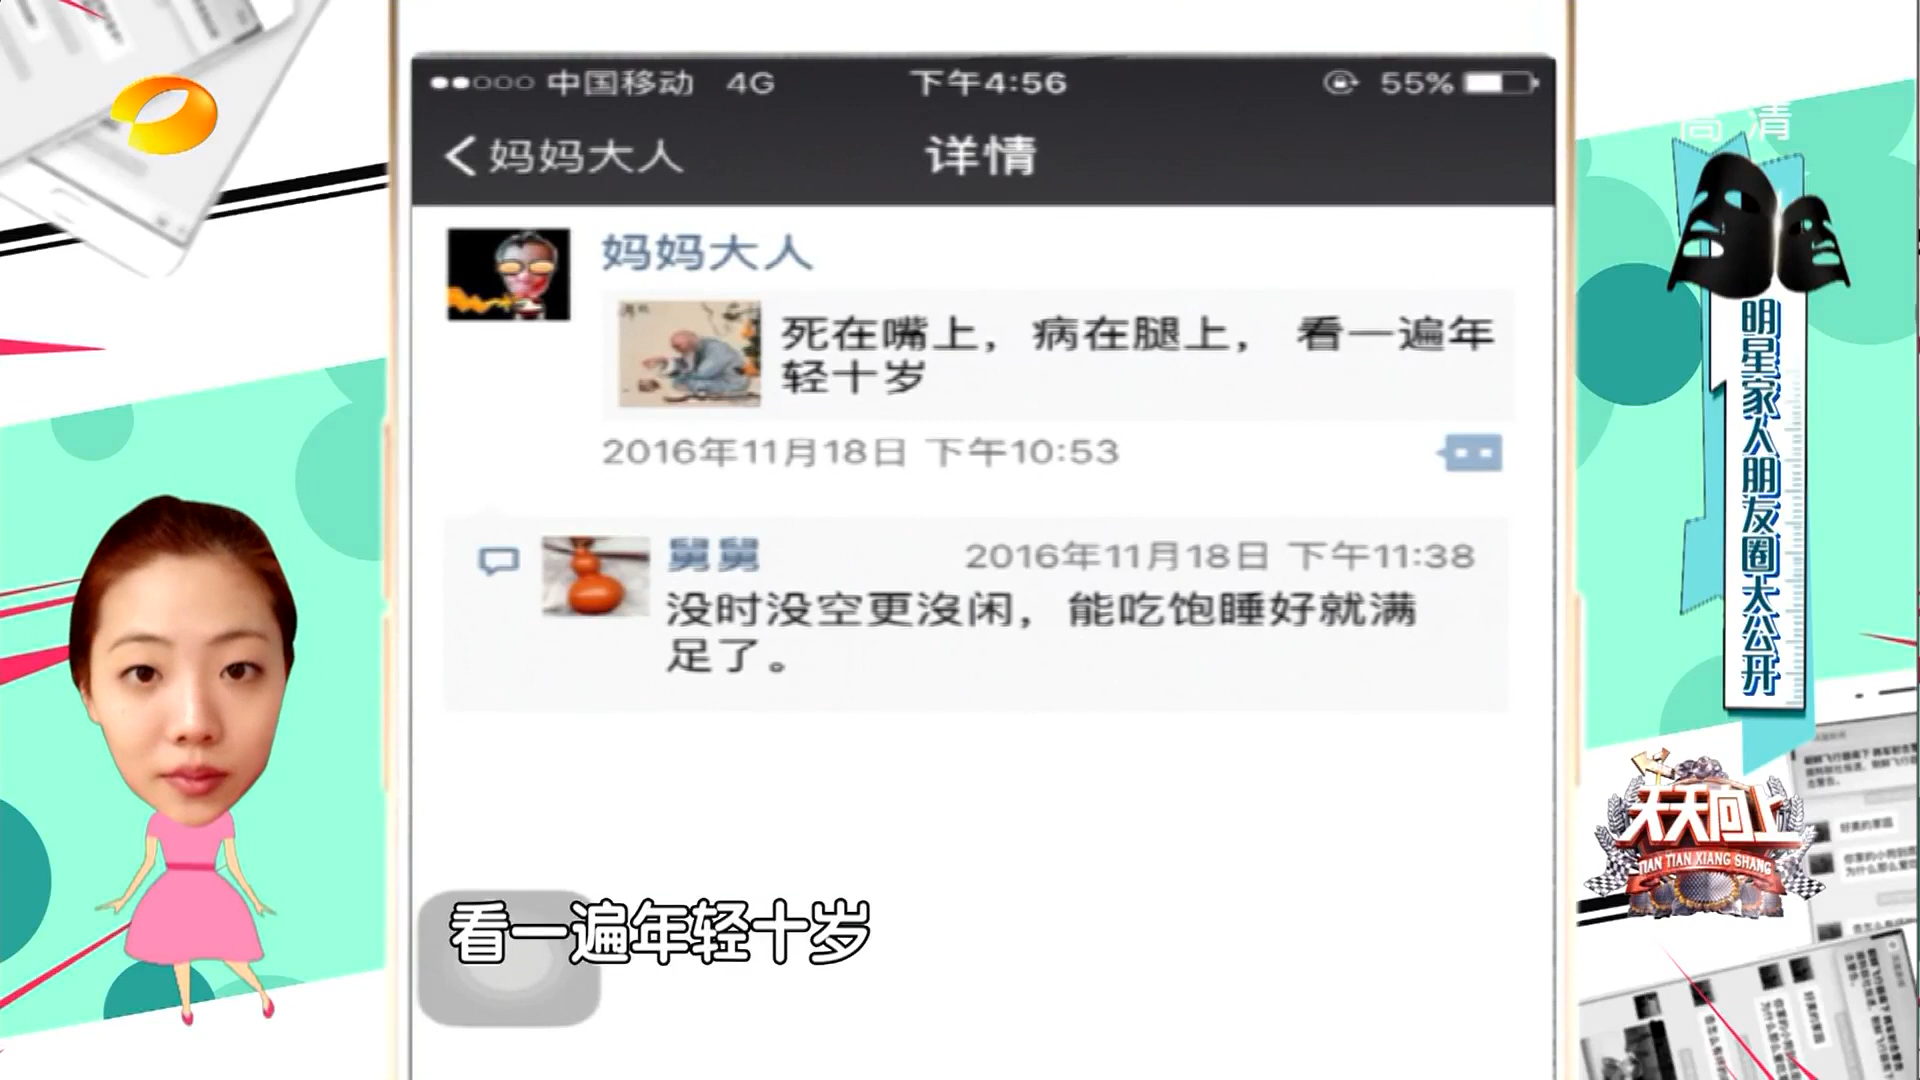 中国移动 4G 下午4:56 55%
妈妈大人 详情
高清
妈妈大人
死在嘴上，病在腿上， 看一遍年
轻十岁
2016年11月18日 下午10:53
舅舅 2016年11月18日 下午11:38
没时没空更沒闲，能吃饱睡好就满
足了。
看一遍年轻十岁
明星家人朋友圈大公开
天天向上
TIAN TIAN XIANG SHANG